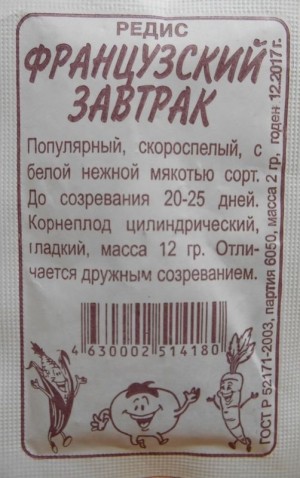 РЕДИС
ФРАНЦУЗСКИЙ
ЗАВТРАК
Популярный, скороспелый, с
белой нежной мякотью сорт.
До созревания 20-25 дней.
Корнеплод цилиндрический,
гладкий, масса 12 гр. Отли-
чается дружным созреванием.
4 630002 514180
ГОСТ Р 52171-2003, партия 6050, масса 2 гр, годен 12.2017г.